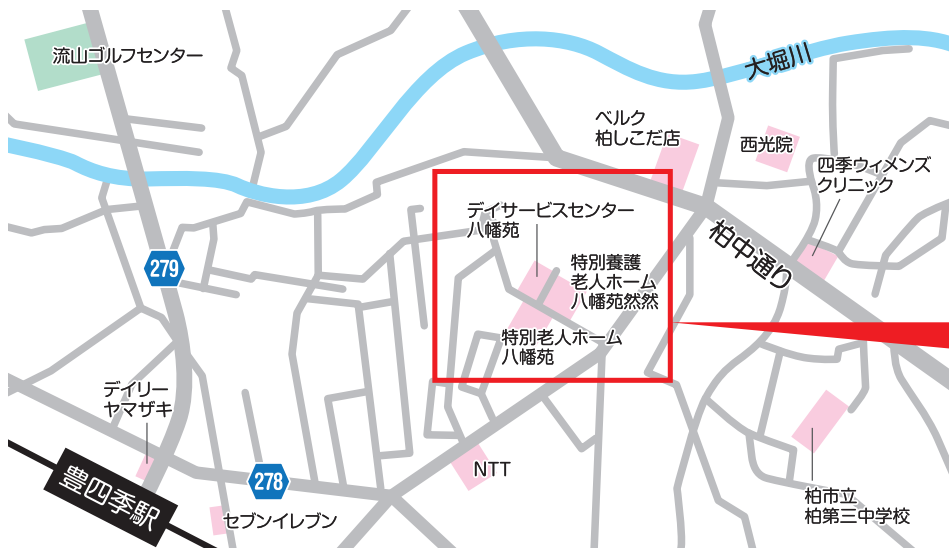 流山ゴルフセンター
大堀川
ベルク
柏しこだ店
西光院
四季ウィメンズ
クリニック
デイサービスセンター
八幡苑
柏中通り
279
特別養護
老人ホーム
八幡苑然然
特別老人ホーム
八幡苑
デイリー
ヤマザキ
NTT
278
豊四季駅
セブンイレブン
柏市立
柏第三中学校